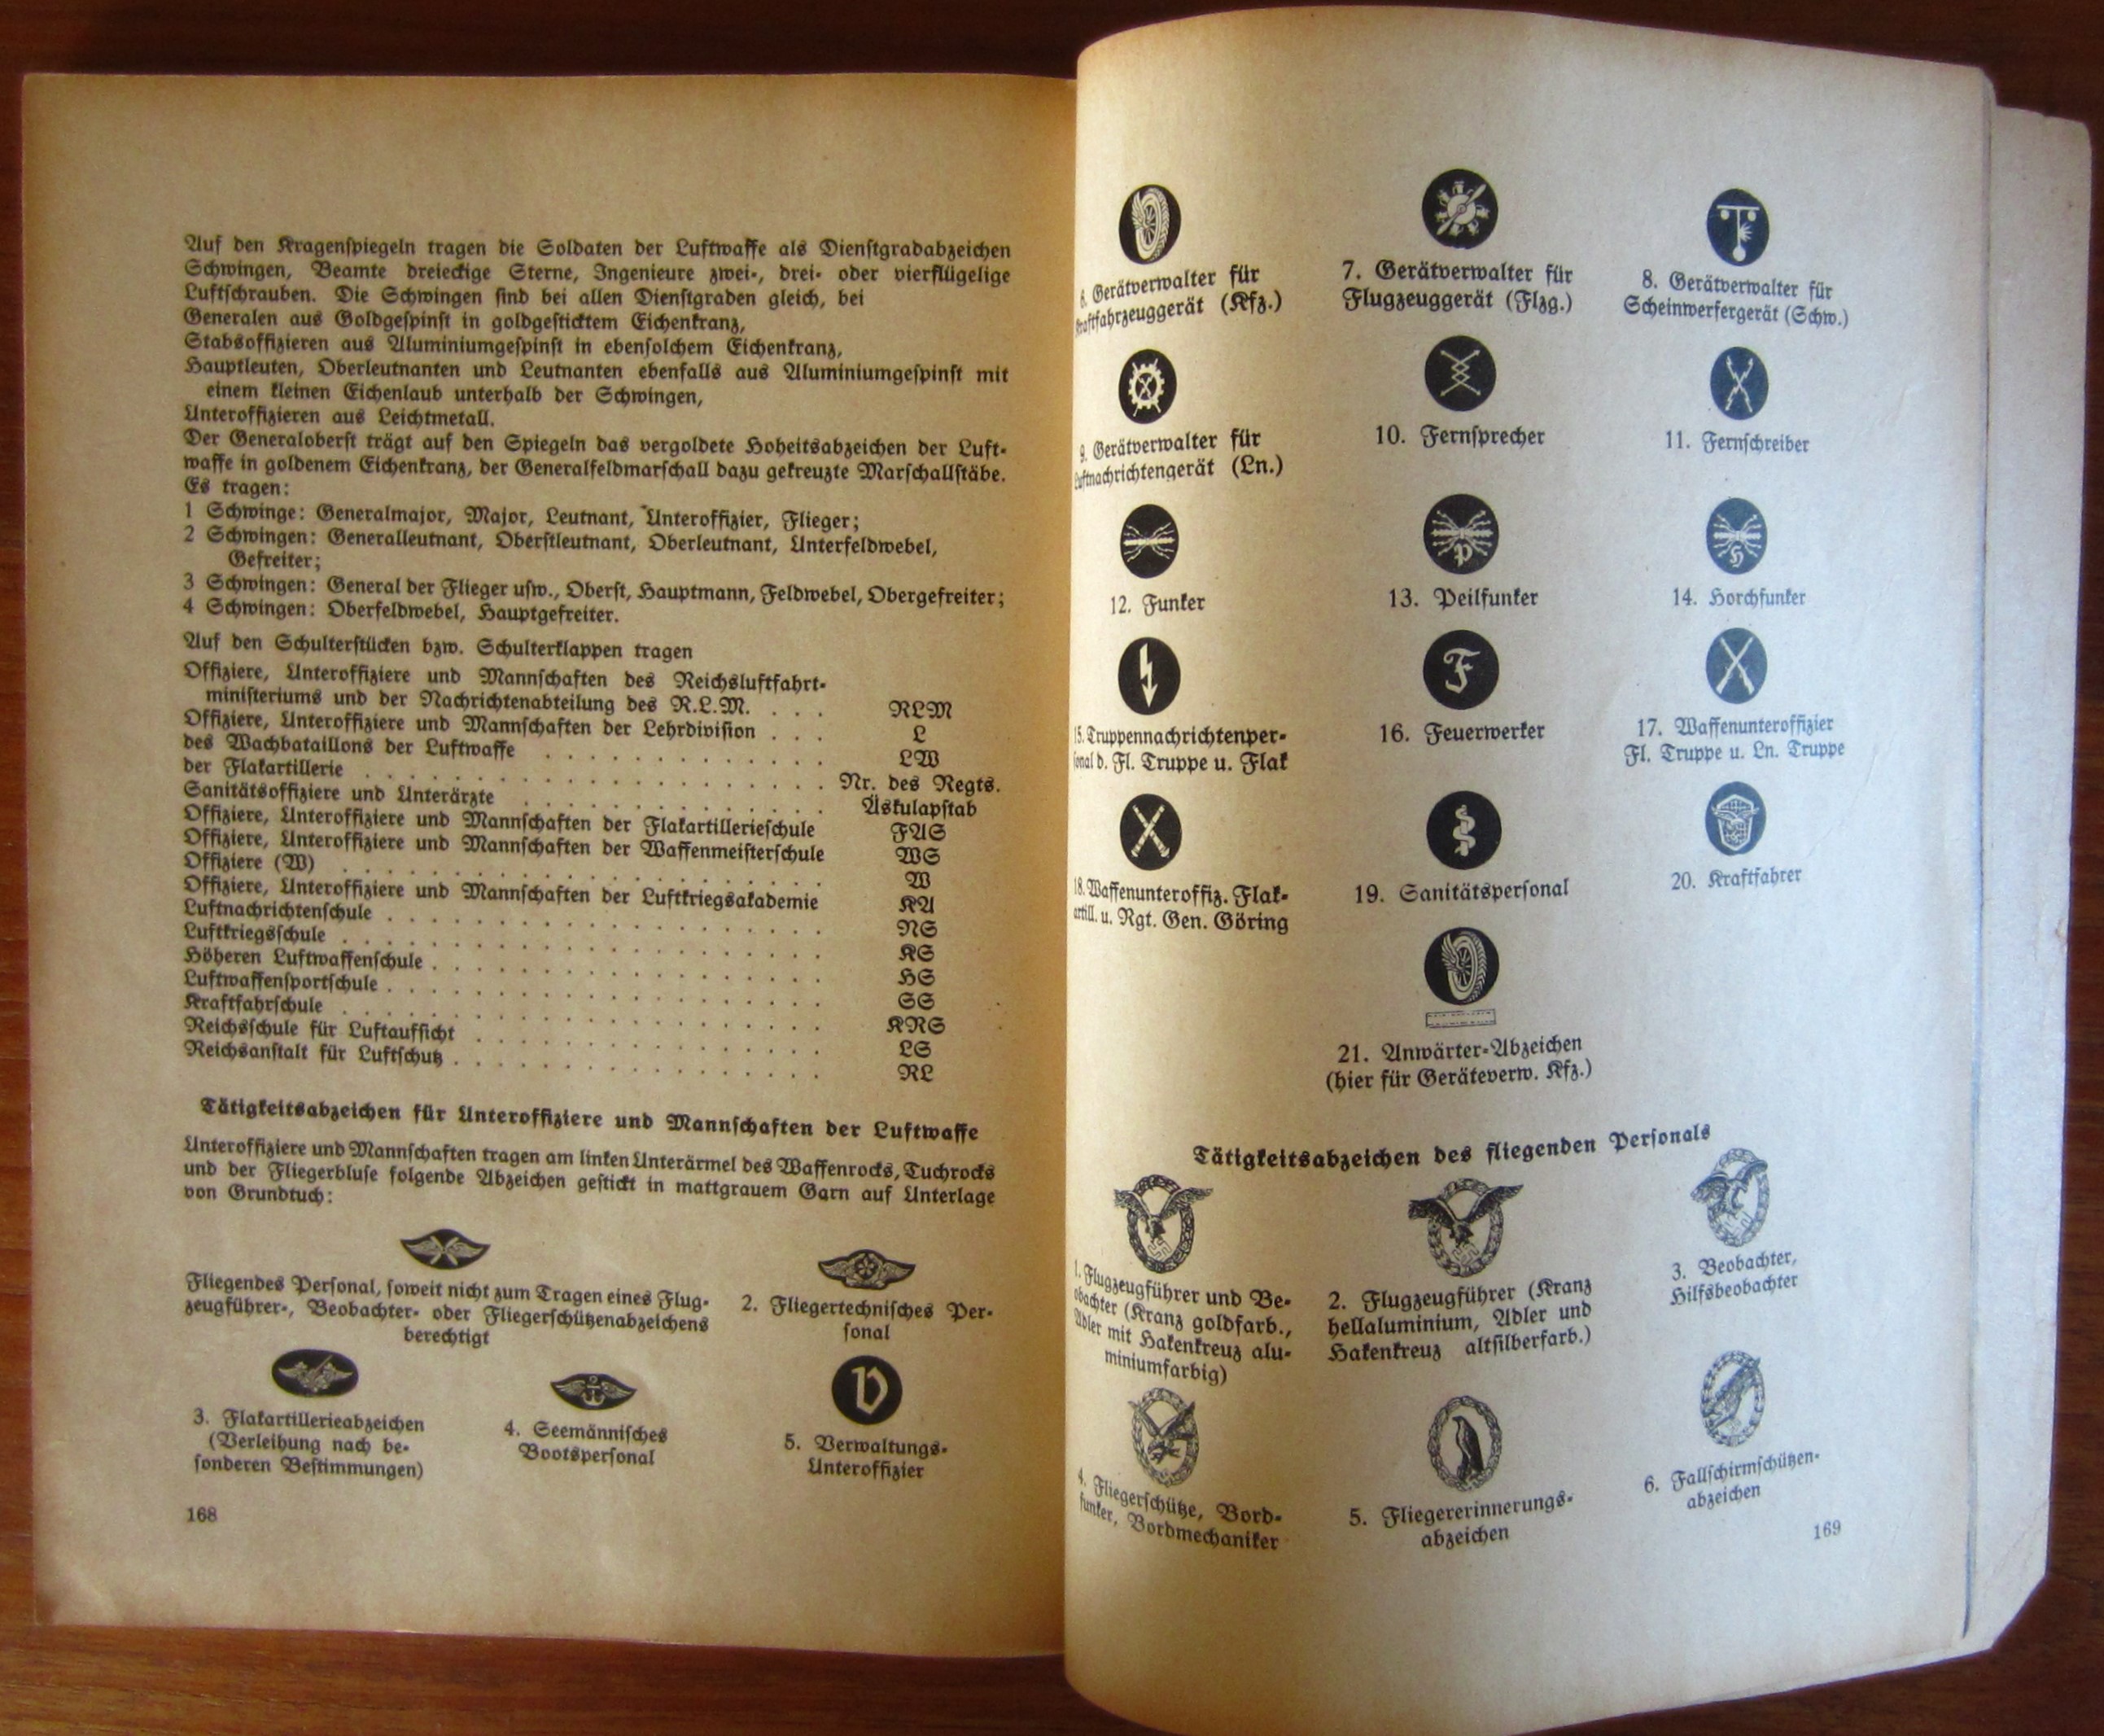 Auf den Kragenspiegeln tragen die Soldaten der Luftwaffe als Dienstgradabzeichen
Schwingen, Beamte dreieckige Sterne, Ingenieure zwei-, drei- oder vierflügelige
Luftschrauben. Die Schwingen sind bei allen Dienstgraden gleich, bei
Generalen aus Goldgespinst in goldgesticktem Eichenkranz,
Stabsoffizieren aus Aluminiumgespinst in ebensolchem Eichenkranz,
Hauptleuten, Oberleutnanten und Leutnanten ebenfalls aus Aluminiumgespinst mit
einem kleinen Eichenlaub unterhalb der Schwingen,
Unteroffizieren aus Leichtmetall.
Der Generaloberst trägt auf den Spiegeln das vergoldete Hoheitsabzeichen der Luft-
waffe in goldenem Eichenkranz, der Generalfeldmarschall dazu gekreuzte Marschallstäbe.
Es tragen:
1 Schwinge: Generalmajor, Major, Leutnant, Unteroffizier, Flieger;
2 Schwingen: Generalleutnant, Oberstleutnant, Oberleutnant, Unterfeldwebel,
Gefreiter;
3 Schwingen: General der Flieger usw., Oberst, Hauptmann, Feldwebel, Obergefreiter;
4 Schwingen: Oberfeldwebel, Hauptgefreiter.
Auf den Schulterstücken bzw. Schulterklappen tragen
Offiziere, Unteroffiziere und Mannschaften des Reichsluftfahrt-
ministeriums und der Nachrichtenabteilung des R.L.M. . . . RLM
Offiziere, Unteroffiziere und Mannschaften der Lehrdivision . . . L
des Wachbataillons der Luftwaffe . . . . . . . . . . . LW
der Flakartillerie . . . . . . . . . . . . . . . . Nr. des Regts.
Sanitätsoffiziere und Unterärzte . . . . . . . . . . . Äskulapstab
Offiziere, Unteroffiziere und Mannschaften der Flakartillerieschule FAS
Offiziere, Unteroffiziere und Mannschaften der Waffenmeisterschule WS
Offiziere (W) . . . . . . . . . . . . . . . . . W
Offiziere, Unteroffiziere und Mannschaften der Luftkriegsakademie KA
Luftnachrichtenschule . . . . . . . . . . . . . . . NS
Luftkriegsschule . . . . . . . . . . . . . . . . . KS
Höheren Luftwaffenschule . . . . . . . . . . . . . . HS
Luftwaffensportschule . . . . . . . . . . . . . . . SS
Kraftfahrschule . . . . . . . . . . . . . . . . . KRS
Reichsschule für Luftaufsicht . . . . . . . . . . . . LS
Reichsanstalt für Luftschutz . . . . . . . . . . . . . RL
Tätigkeitsabzeichen für Unteroffiziere und Mannschaften der Luftwaffe
Unteroffiziere und Mannschaften tragen am linken Unterärmel des Waffenrocks, Tuchrocks
und der Fliegerbluse folgende Abzeichen gestickt in mattgrauem Garn auf Unterlage
von Grundtuch:
Fliegendes Personal, soweit nicht zum Tragen eines Flug-
zeugführer-, Beobachter- oder Fliegerschützenabzeichens
berechtigt
2. Fliegertechnisches Per-
sonal
V
3. Flakartillerieabzeichen
(Verleihung nach be-
sonderen Bestimmungen)
4. Seemännisches
Bootspersonal
5. Verwaltungs-
Unteroffizier
168
6. Gerätverwalter für
Kraftfahrzeuggerät (Kfz.)
7. Gerätverwalter für
Flugzeuggerät (Flzg.)
8. Gerätverwalter für
Scheinwerfergerät (Schw.)
9. Gerätverwalter für
Luftnachrichtengerät (Ln.)
10. Fernsprecher
11. Fernschreiber
P
H
12. Funker
13. Peilfunker
14. Horchfunker
F
15. Truppennachrichtenper-
sonal d. Fl. Truppe u. Flak
16. Feuerwerker
17. Waffenunteroffizier
Fl. Truppe u. Ln. Truppe
18. Waffenunteroffiz. Flak-
artill. u. Rgt. Gen. Göring
19. Sanitätspersonal
20. Kraftfahrer
21. Anwärter-Abzeichen
(hier für Geräteverw. Kfz.)
Tätigkeitsabzeichen des fliegenden Personals
1. Flugzeugführer und Be-
obachter (Kranz goldfarb.,
Adler mit Hakenkreuz alu-
miniumfarbig)
2. Flugzeugführer (Kranz
hellaluminium, Adler und
Hakenkreuz altsilberfarb.)
3. Beobachter,
Hilfsbeobachter
4. Fliegerschütze, Bord-
funker, Bordmechaniker
5. Fliegererinnerungs-
abzeichen
6. Fallschirmschützen-
abzeichen
169